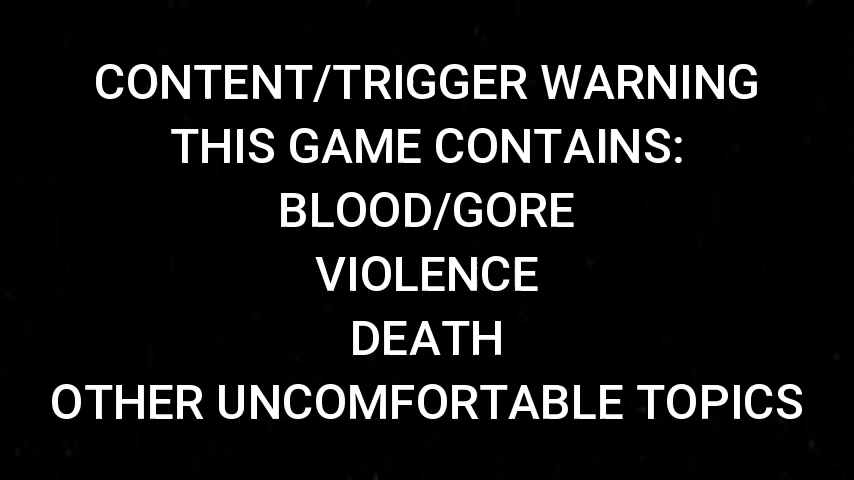 CONTENT/TRIGGER WARNING
THIS GAME CONTAINS:
BLOOD/GORE
VIOLENCE
DEATH
OTHER UNCOMFORTABLE TOPICS